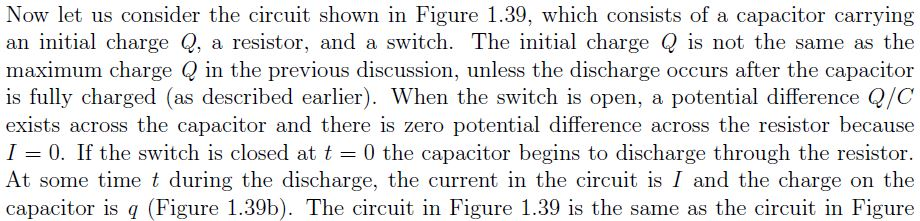 Now let us consider the circuit shown in Figure 1.39, which consists of a capacitor carrying
an initial charge Q, a resistor, and a switch. The initial charge Q is not the same as the
maximum charge Q in the previous discussion, unless the discharge occurs after the capacitor
is fully charged (as described earlier). When the switch is open, a potential difference Q/C
exists across the capacitor and there is zero potential difference across the resistor because
I = 0. If the switch is closed at t = 0 the capacitor begins to discharge through the resistor.
At some time t during the discharge, the current in the circuit is I and the charge on the
capacitor is q (Figure 1.39b). The circuit in Figure 1.39 is the same as the circuit in Figure